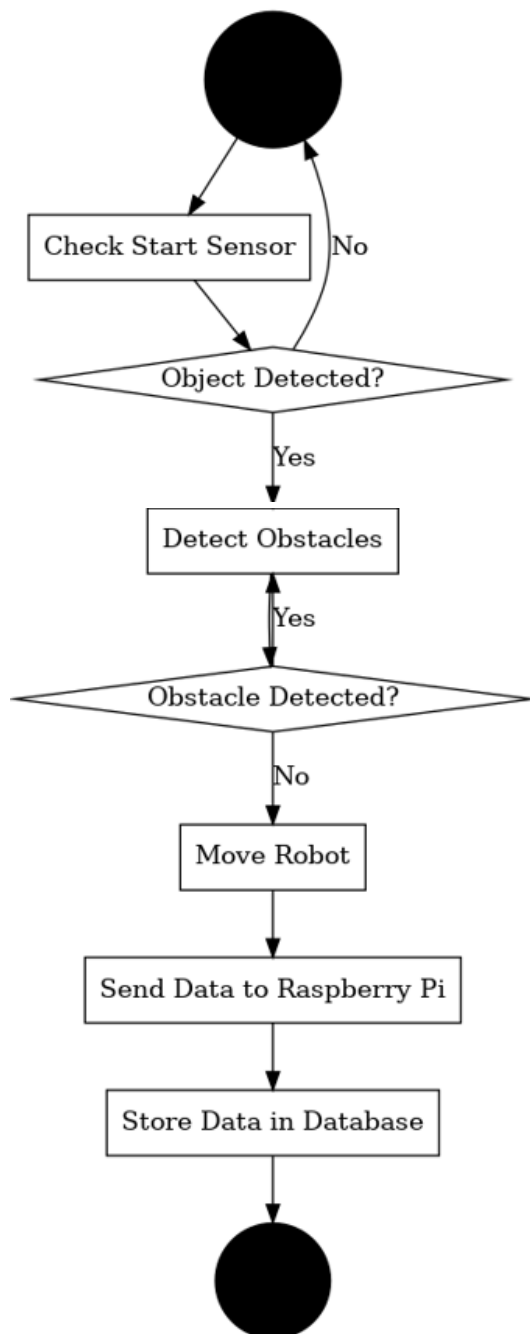 Check Start Sensor
No
Object Detected?
Yes
Detect Obstacles
Yes
Obstacle Detected?
No
Move Robot
Send Data to Raspberry Pi
Store Data in Database